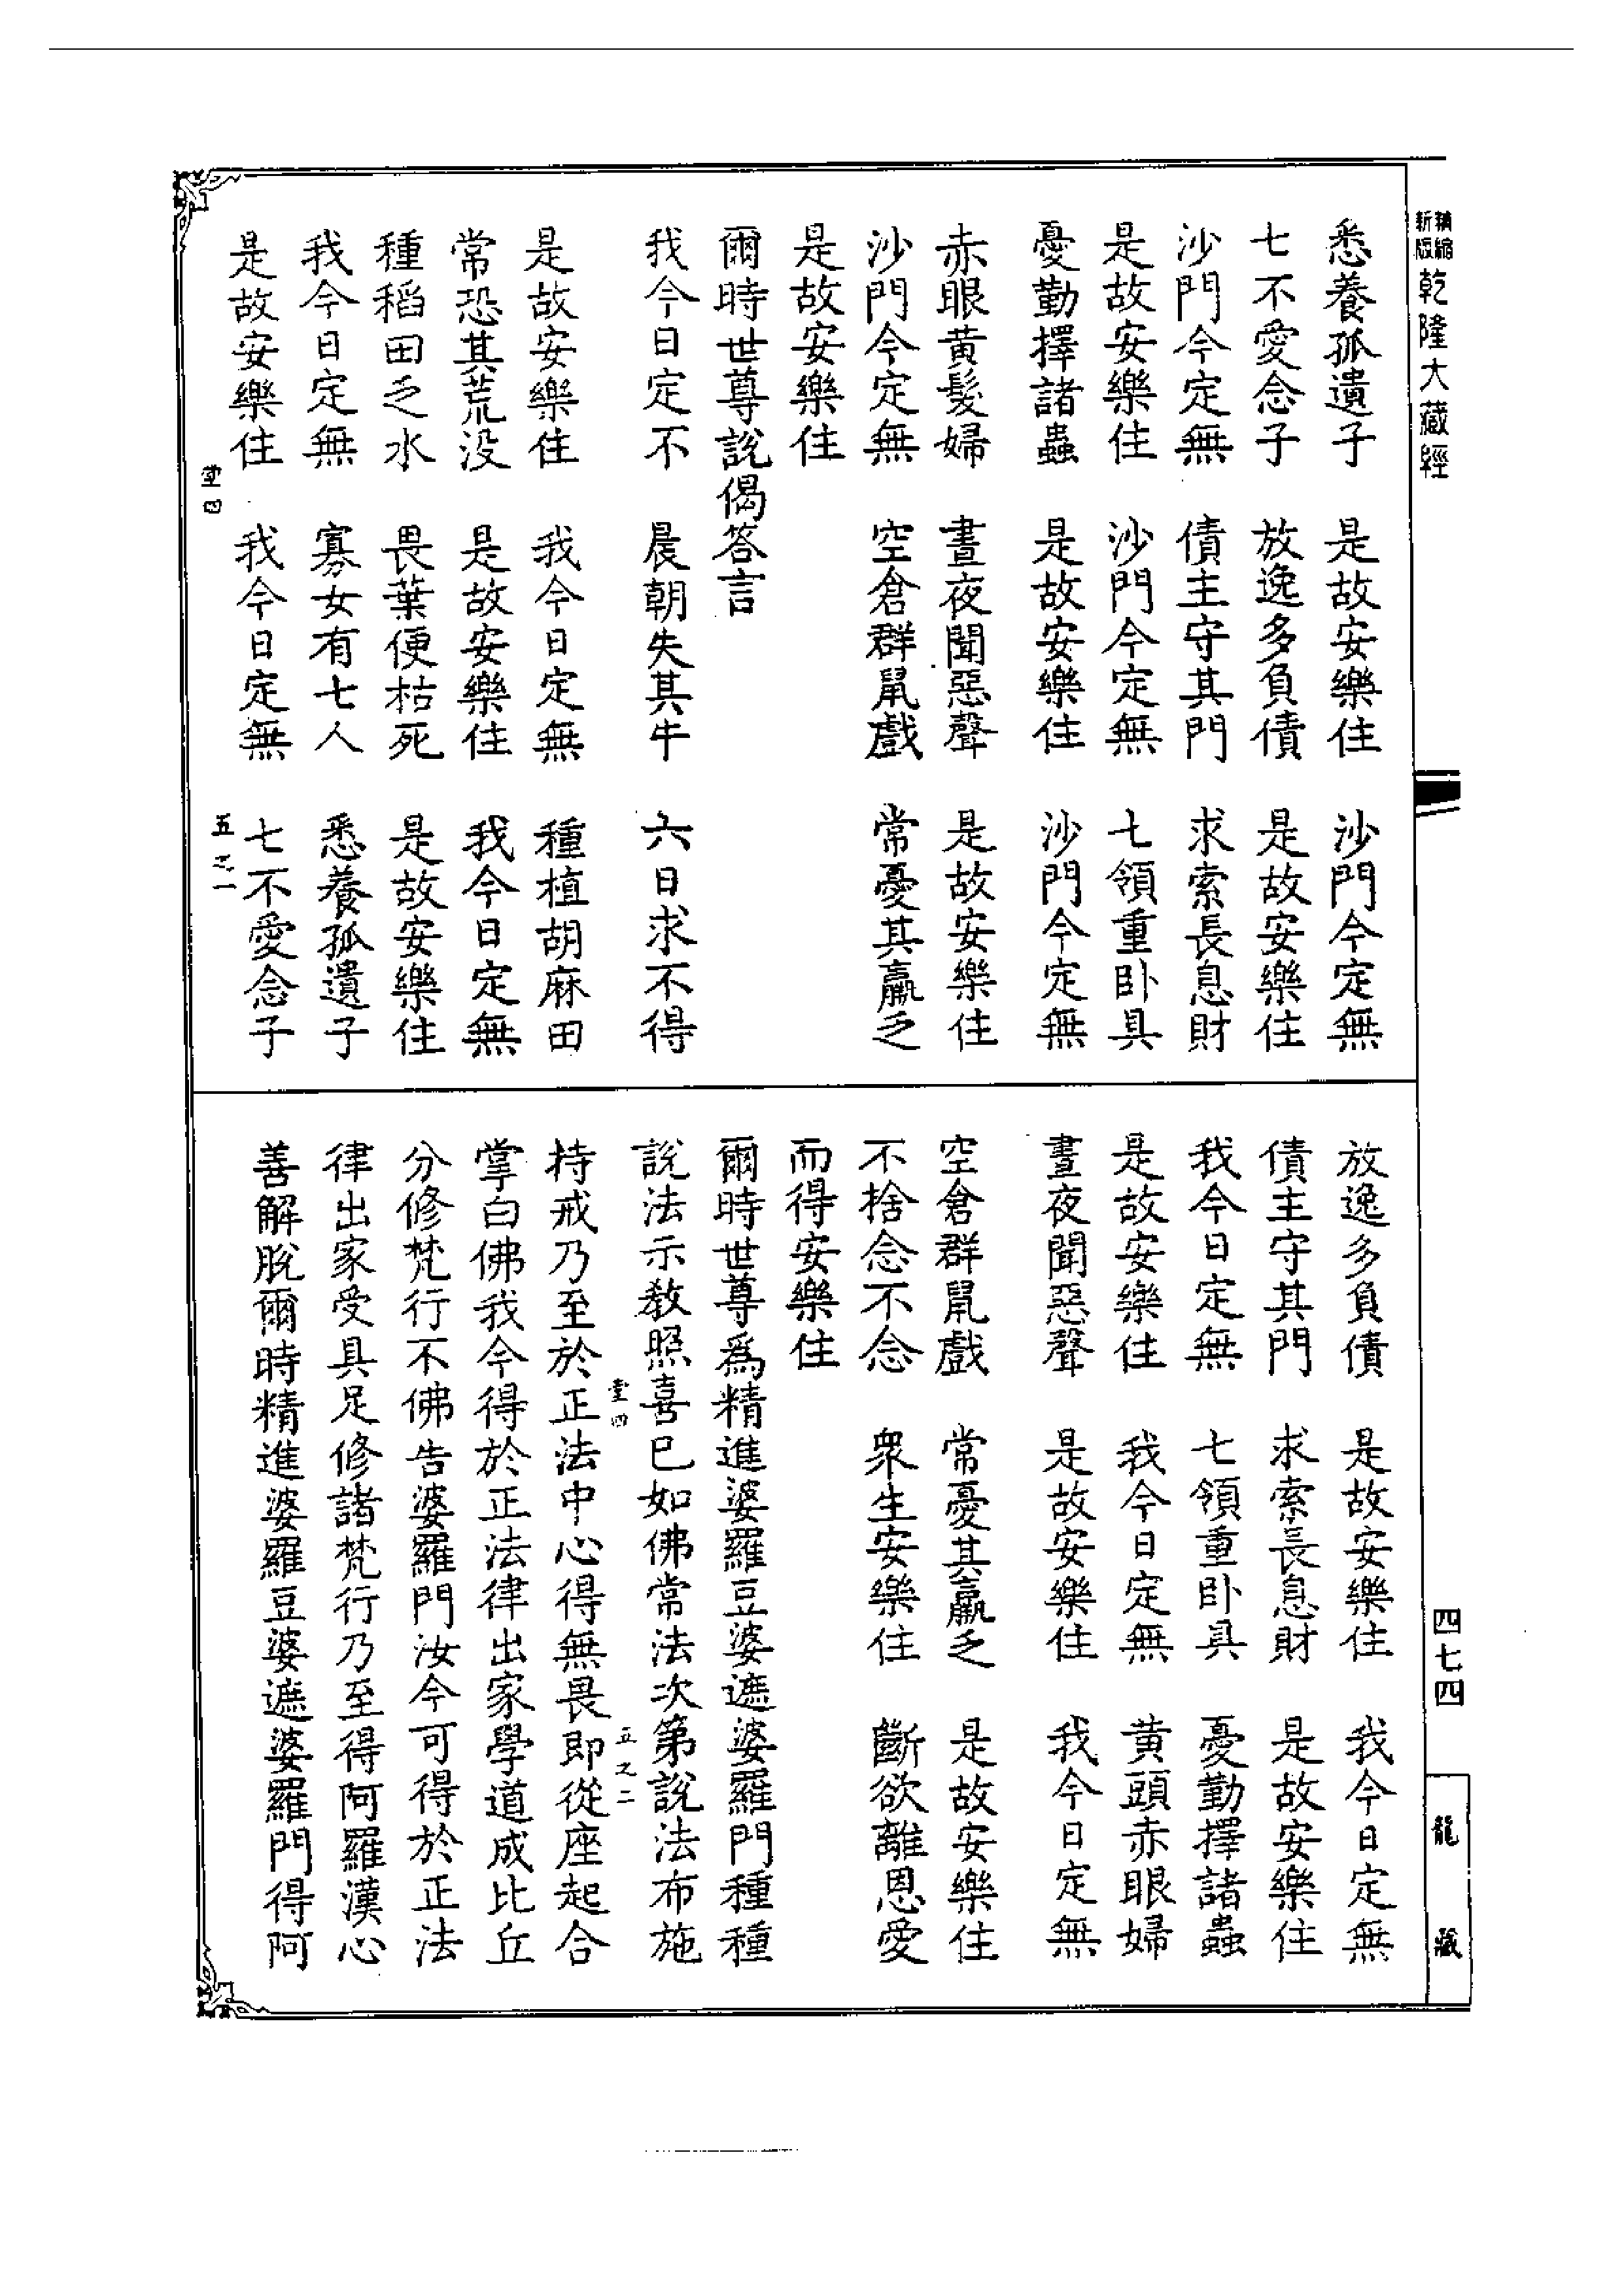 精縮新版乾隆大藏經
悉養孤遺子 是故安樂住 沙門今定無
七不愛念子 放逸多負債 是故安樂住
沙門今定無 債主守其門 求索長息財
是故安樂住 沙門今定無 七領重卧具
憂勤擇諸蟲 是故安樂住 沙門今定無
赤眼黄髮婦 晝夜聞惡聲 是故安樂住
沙門今定無 空倉群鼠戲 常憂其羸乏
是故安樂住
爾時世尊說偈答言
我今日定不 晨朝失其牛 六日求不得
是故安樂住 我今日定無 種植胡麻田
常恐其荒没 是故安樂住 我今日定無
種稻田乏水 畏葉便枯死 是故安樂住
我今日定無 寡女有七人 悉養孤遺子
是故安樂住 我今日定無 七不愛念子
堂四 五之一
放逸多負債 是故安樂住 我今日定無
債主守其門 求索長息財 是故安樂住
我今日定無 七領重卧具 憂勤擇諸蟲
是故安樂住 我今日定無 黄頭赤眼婦
晝夜聞惡聲 是故安樂住 我今日定無
空倉群鼠戲 常憂其羸乏 是故安樂住
不捨念不念 衆生安樂住 斷欲離恩愛
而得安樂住
爾時世尊爲精進婆羅豆婆遮婆羅門種種
說法示教照喜已如佛常法次第說法布施
堂四 五之二
持戒乃至於正法中心得無畏即從座起合
掌白佛我今得於正法律出家學道成比丘
分修梵行不佛告婆羅門汝今可得於正法
律出家受具足修諸梵行乃至得阿羅漢心
善解脫爾時精進婆羅豆婆遮婆羅門得阿
四七四
龍藏